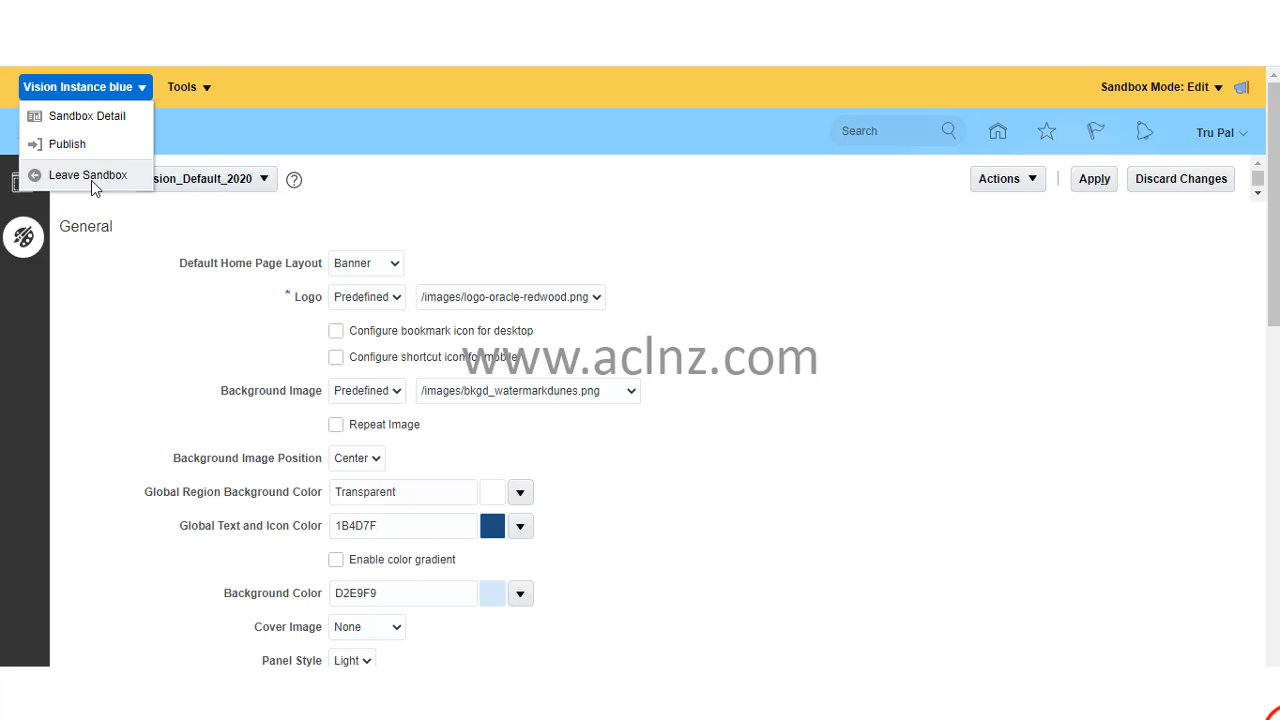 Vision Instance blue
Tools
Sandbox Mode: Edit
Sandbox Detail
Publish
Leave Sandbox
Search
Tru Pal
sion_Default_2020
?
Actions
Apply
Discard Changes
General
Default Home Page Layout Banner
* Logo Predefined /images/logo-oracle-redwood.png
Configure bookmark icon for desktop
Configure shortcut icon for mobile
www.aclnz.com
Background Image Predefined /images/bkgd_watermarkdunes.png
Repeat Image
Background Image Position Center
Global Region Background Color Transparent
Global Text and Icon Color 1B4D7F
Enable color gradient
Background Color D2E9F9
Cover Image None
Panel Style Light